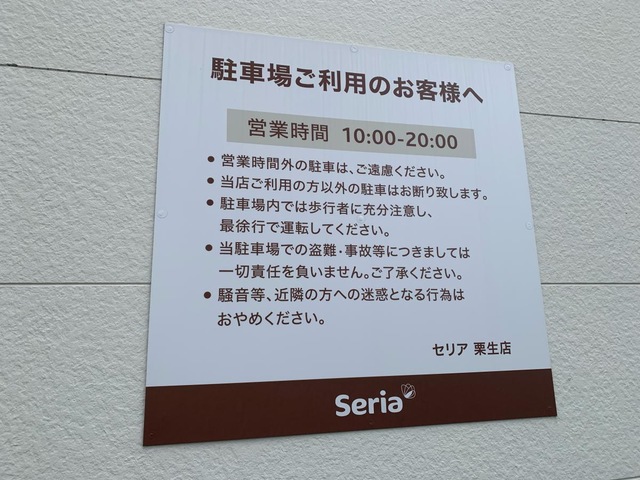 駐車場ご利用のお客様へ
営業時間 10:00-20:00
● 営業時間外の駐車は、ご遠慮ください。
● 当店ご利用の方以外の駐車はお断り致します。
● 駐車場内では歩行者に充分注意し、
最徐行で運転してください。
● 当駐車場での盗難・事故等につきましては
一切責任を負いません。ご了承ください。
● 騒音等、近隣の方への迷惑となる行為は
おやめください。
セリア 栗生店
Seria